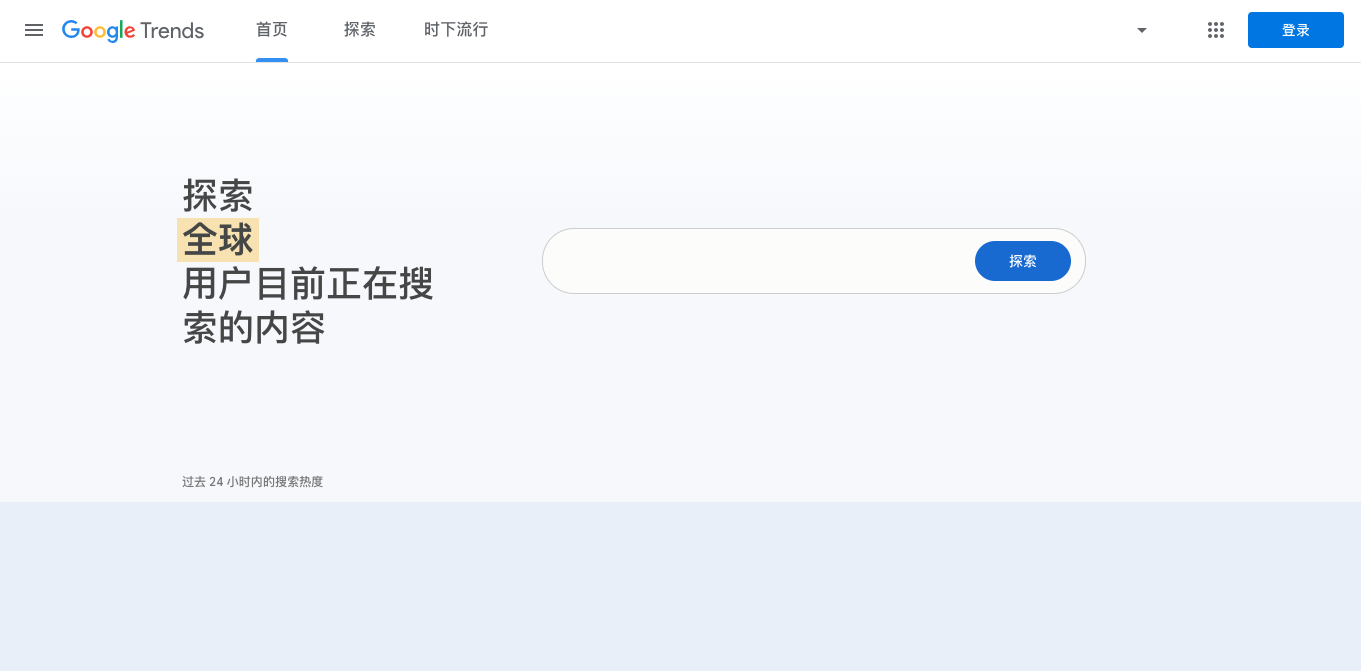 Google Trends
首页
探索
时下流行
登录
探索
全球
用户目前正在搜
索的内容
探索
过去 24 小时内的搜索热度